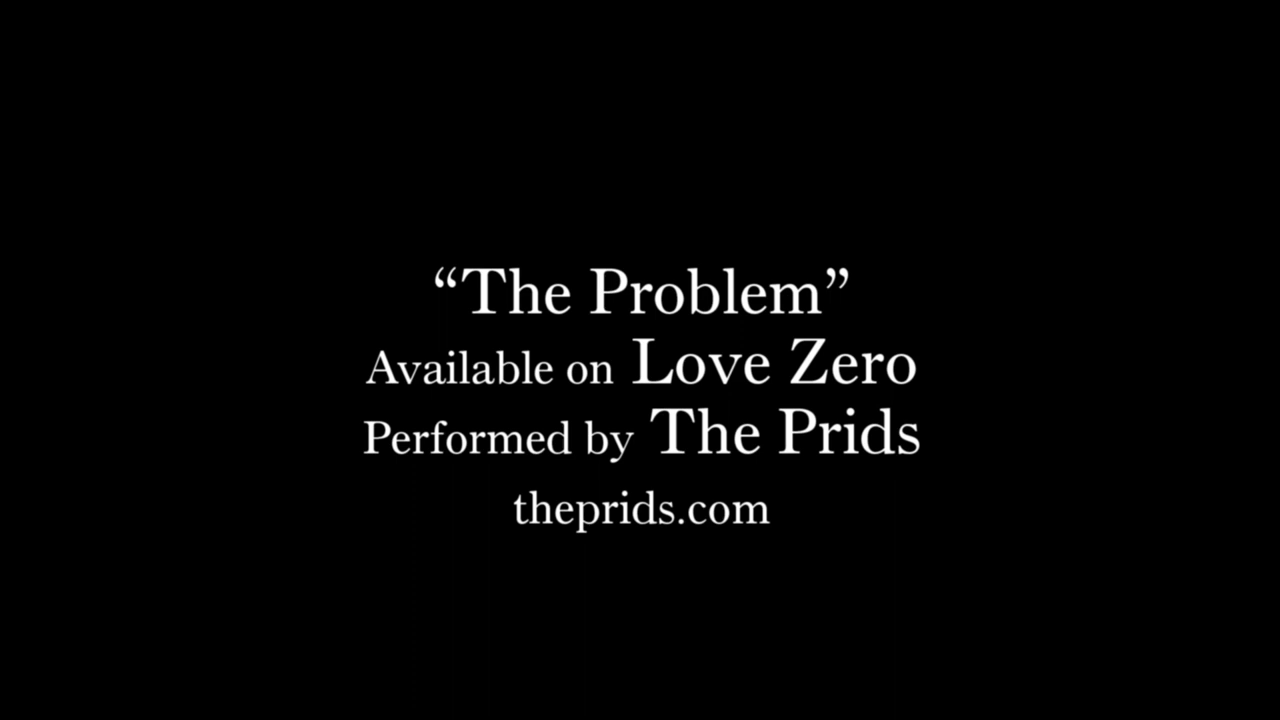 “The Problem”
Available on Love Zero
Performed by The Prids
theprids.com